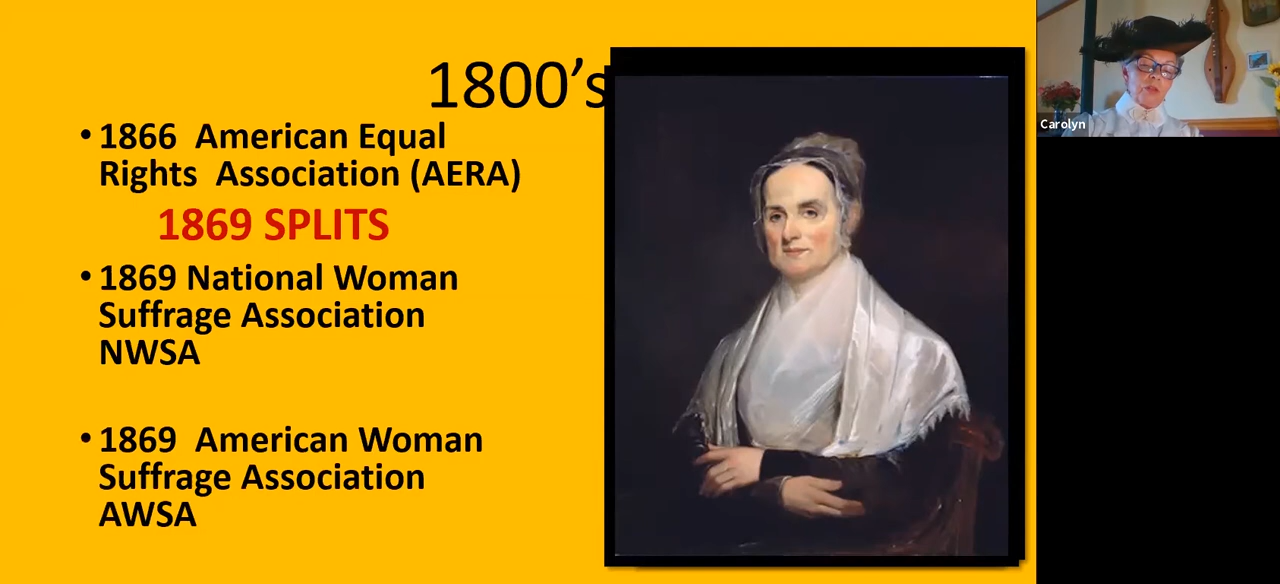 1800’s
• 1866 American Equal
Rights Association (AERA)
1869 SPLITS
• 1869 National Woman
Suffrage Association
NWSA
• 1869 American Woman
Suffrage Association
AWSA
Carolyn